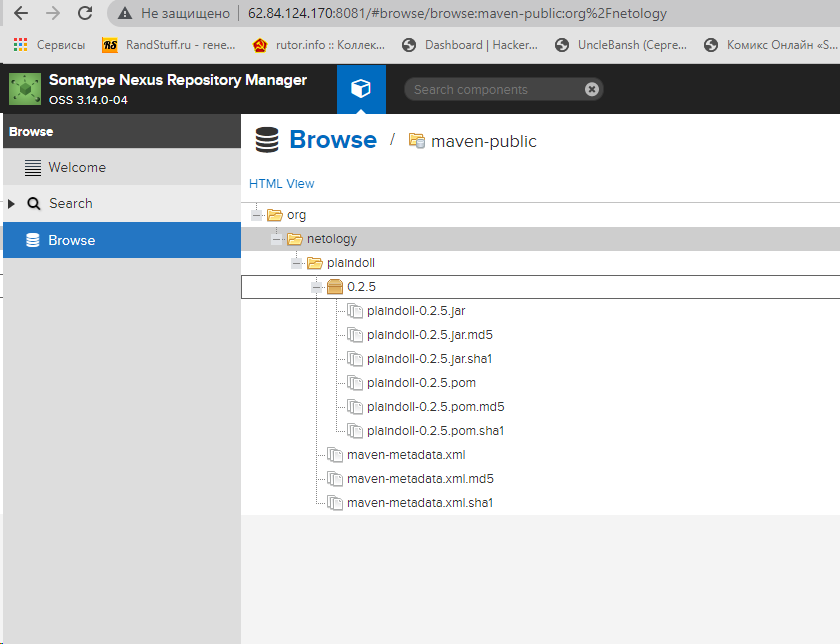 Не защищено 62.84.124.170:8081/#browse/browse:maven-public:org%2Fnetology
Сервисы RS RandStuff.ru - гене... rutor.info :: Коллек... Dashboard | Hacker... UncleBansh (Серге... Комикс Онлайн «S...
Sonatype Nexus Repository Manager
OSS 3.14.0-04
Search components
Browse
Welcome
Search
Browse
Browse / maven-public
HTML View
org
netology
plaindoll
0.2.5
plaindoll-0.2.5.jar
plaindoll-0.2.5.jar.md5
plaindoll-0.2.5.jar.sha1
plaindoll-0.2.5.pom
plaindoll-0.2.5.pom.md5
plaindoll-0.2.5.pom.sha1
maven-metadata.xml
maven-metadata.xml.md5
maven-metadata.xml.sha1